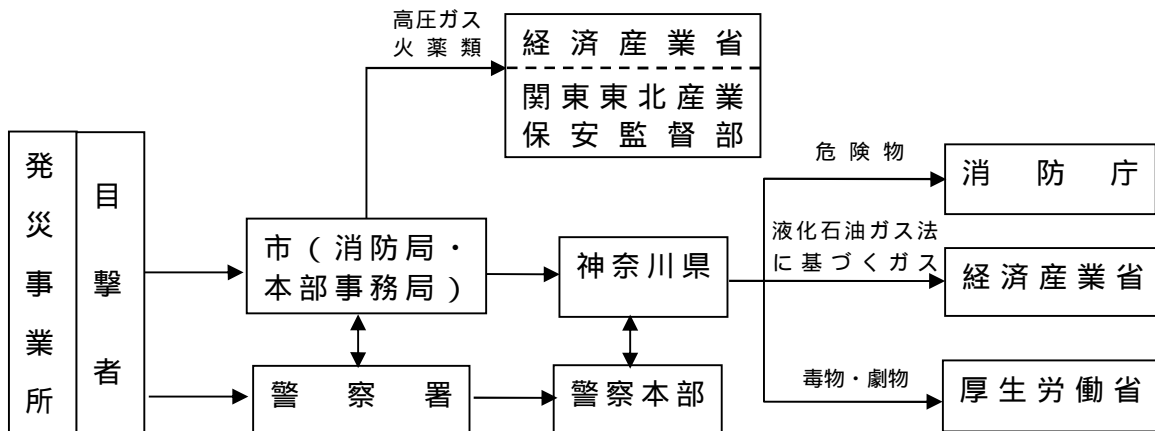 高圧ガス
火薬類
経済産業省
関東東北産業
保安監督部
発災事業所
目撃者
市(消防局・
本部事務局)
神奈川県
危険物
消防庁
液化石油ガス法
に基づくガス
経済産業省
警察署
警察本部
毒物・劇物
厚生労働省